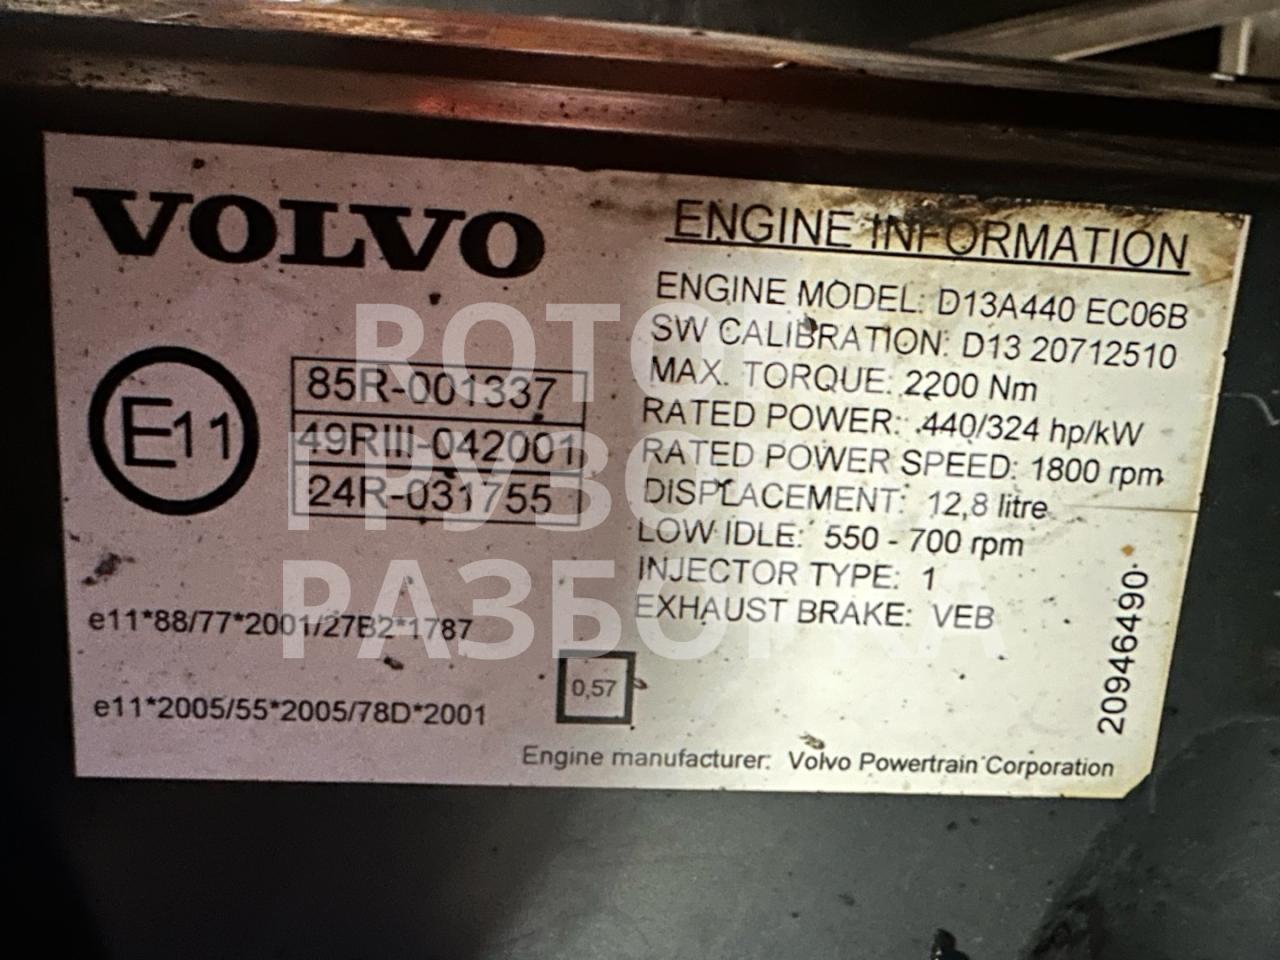 VOLVO
E11
85R-001337
49RIII-042001
24R-031755
e11*88/77*2001/27B2*1787
e11*2005/55*2005/78D*2001
0,57
ENGINE INFORMATION
ENGINE MODEL: D13A440 EC06B
SW CALIBRATION: D13 20712510
MAX. TORQUE: 2200 Nm
RATED POWER: 440/324 hp/kW
RATED POWER SPEED: 1800 rpm
DISPLACEMENT: 12,8 litre
LOW IDLE: 550 - 700 rpm
INJECTOR TYPE: 1
EXHAUST BRAKE: VEB
20946490
Engine manufacturer: Volvo Powertrain Corporation
ROTOR
ГРУЗО
РАЗБОРКА